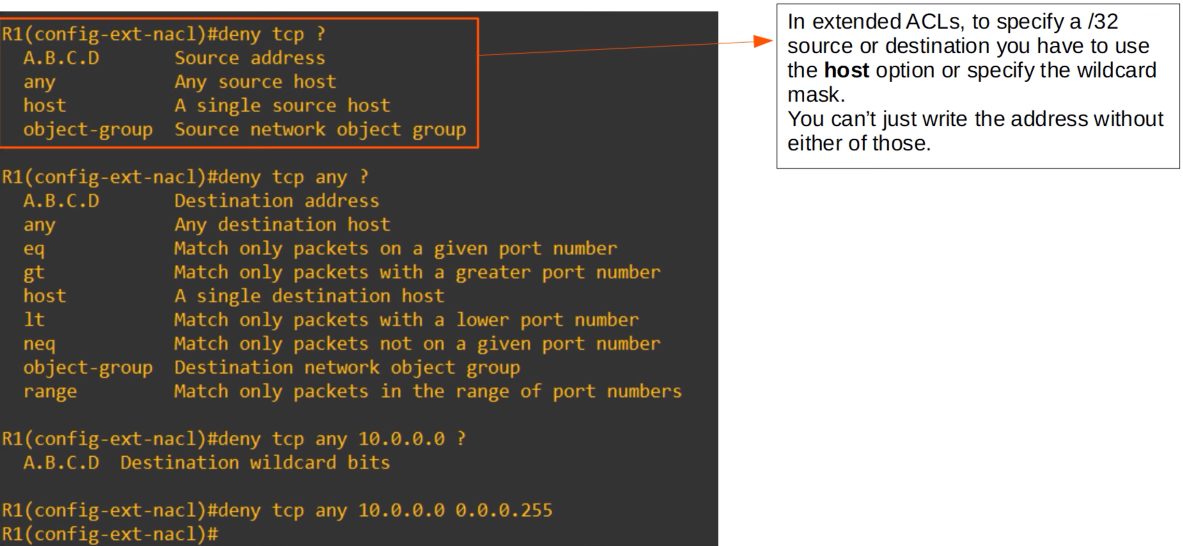 R1(config-ext-nacl)#deny tcp ?
A.B.C.D Source address
any Any source host
host A single source host
object-group Source network object group
R1(config-ext-nacl)#deny tcp any ?
A.B.C.D Destination address
any Any destination host
eq Match only packets on a given port number
gt Match only packets with a greater port number
host A single destination host
lt Match only packets with a lower port number
neq Match only packets not on a given port number
object-group Destination network object group
range Match only packets in the range of port numbers
R1(config-ext-nacl)#deny tcp any 10.0.0.0 ?
A.B.C.D Destination wildcard bits
R1(config-ext-nacl)#deny tcp any 10.0.0.0 0.0.0.255
R1(config-ext-nacl)#
In extended ACLs, to specify a /32
source or destination you have to use
the host option or specify the wildcard
mask.
You can't just write the address without
either of those.